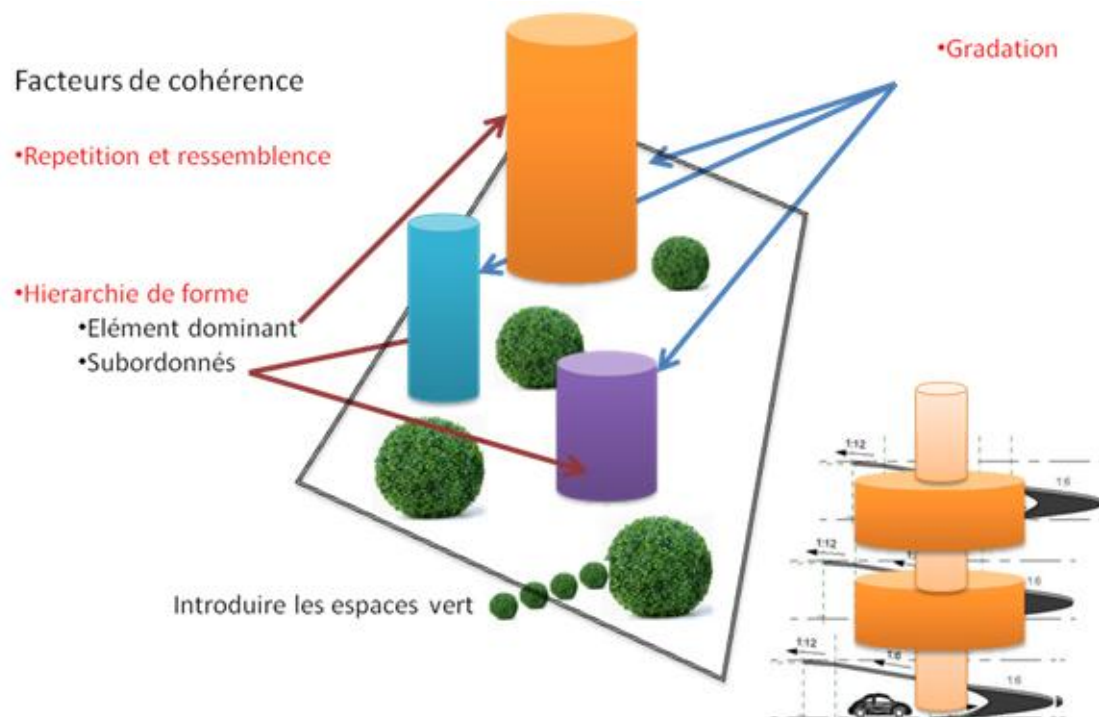 Facteurs de cohérence
•Repetition et ressemblence
•Hierarchie de forme
•Elément dominant
•Subordonnés
•Gradation
Introduire les espaces vert
1:12
1:6
1:12
1:6
1:12
1:6
1:6